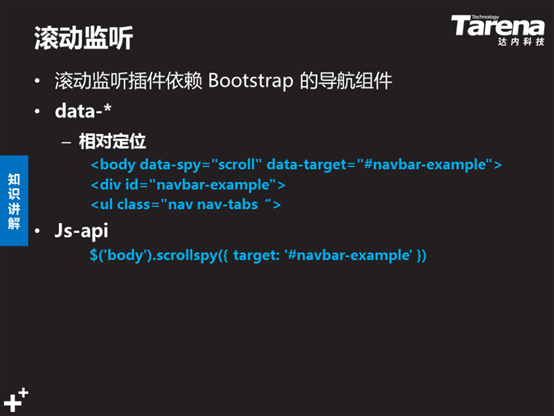 滚动监听
Technology
Tarena
达内科技
• 滚动监听插件依赖 Bootstrap 的导航组件
• data-*
– 相对定位
<body data-spy="scroll" data-target="#navbar-example">
<div id="navbar-example">
<ul class="nav nav-tabs “>
知识讲解
• Js-api
$('body').scrollspy({ target: '#navbar-example' })